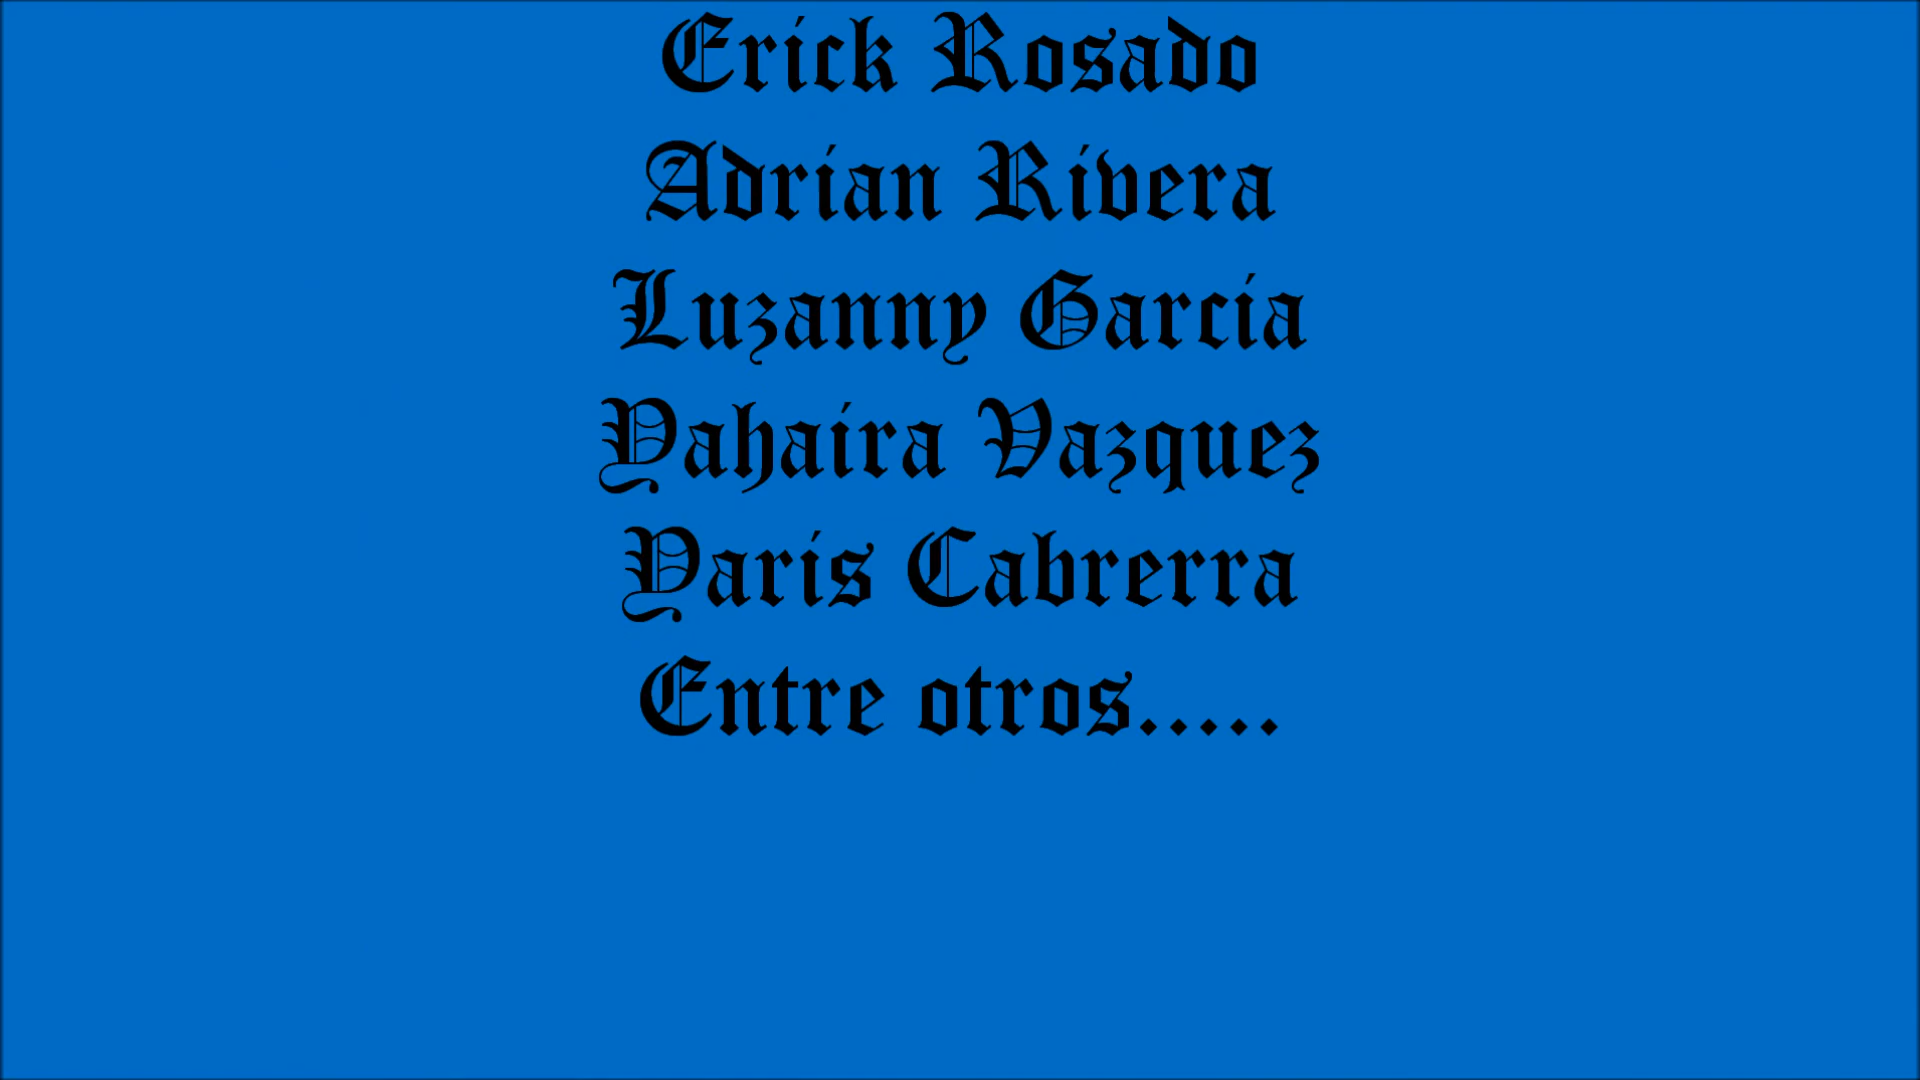 Erick Rosado
Adrian Rivera
Luzanny Garcia
Yahaira Vazquez
Yaris Cabrerra
Entre otros.....